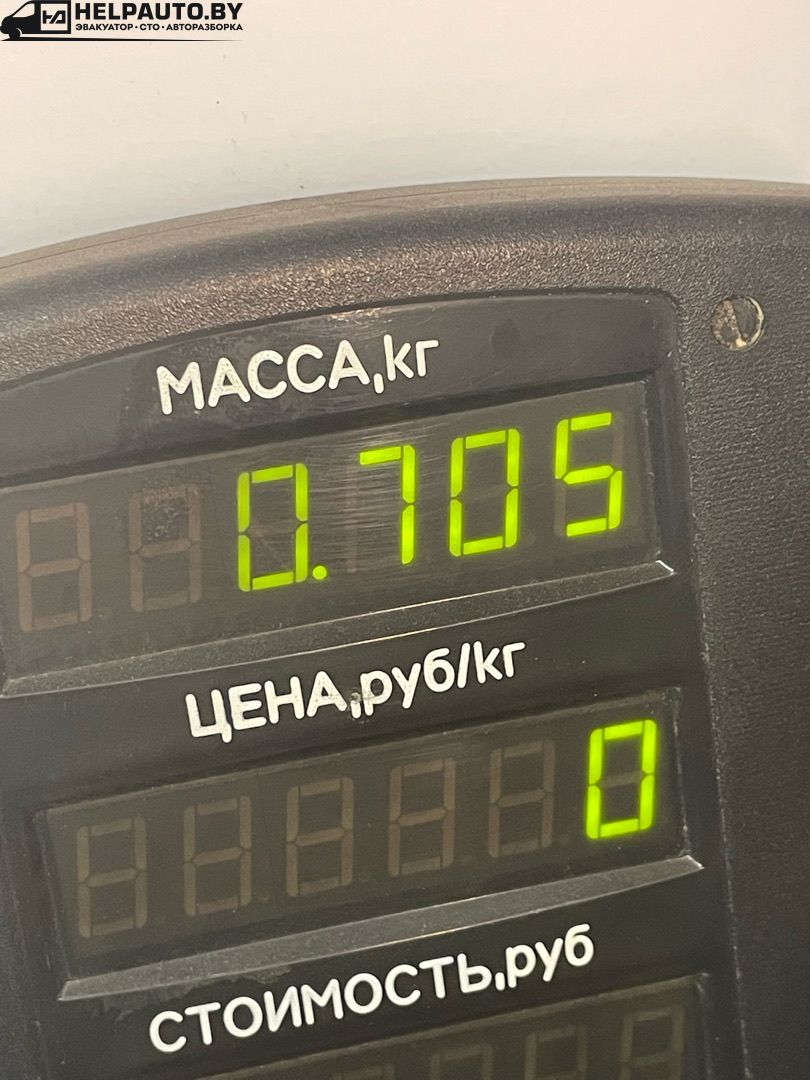 HELPAUTO.BY
ЭВАКУАТОР • СТО • АВТОРАЗБОРКА
МАССА,кг
0.705
ЦЕНА,руб/кг
0
СТОИМОСТЬ,руб